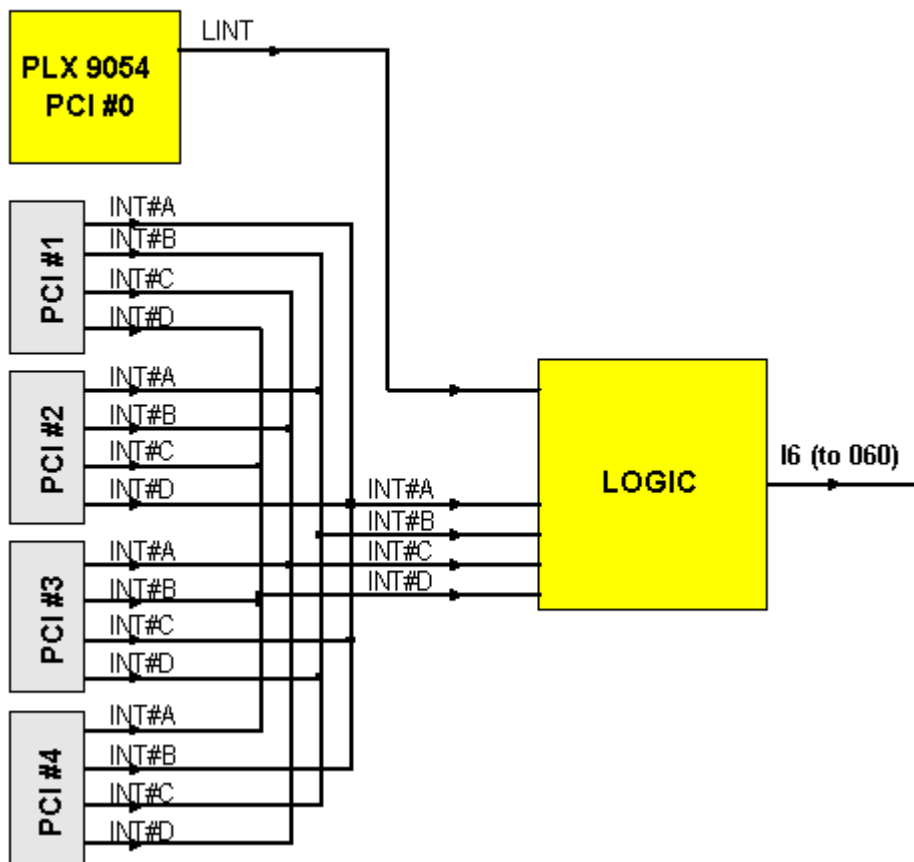 LINT
PLX 9054
PCI #0
PCI #1
INT#A
INT#B
INT#C
INT#D
PCI #2
INT#A
INT#B
INT#C
INT#D
PCI #3
INT#A
INT#B
INT#C
INT#D
PCI #4
INT#A
INT#B
INT#C
INT#D
INT#A
INT#B
INT#C
INT#D
LOGIC
I6 (to 060)